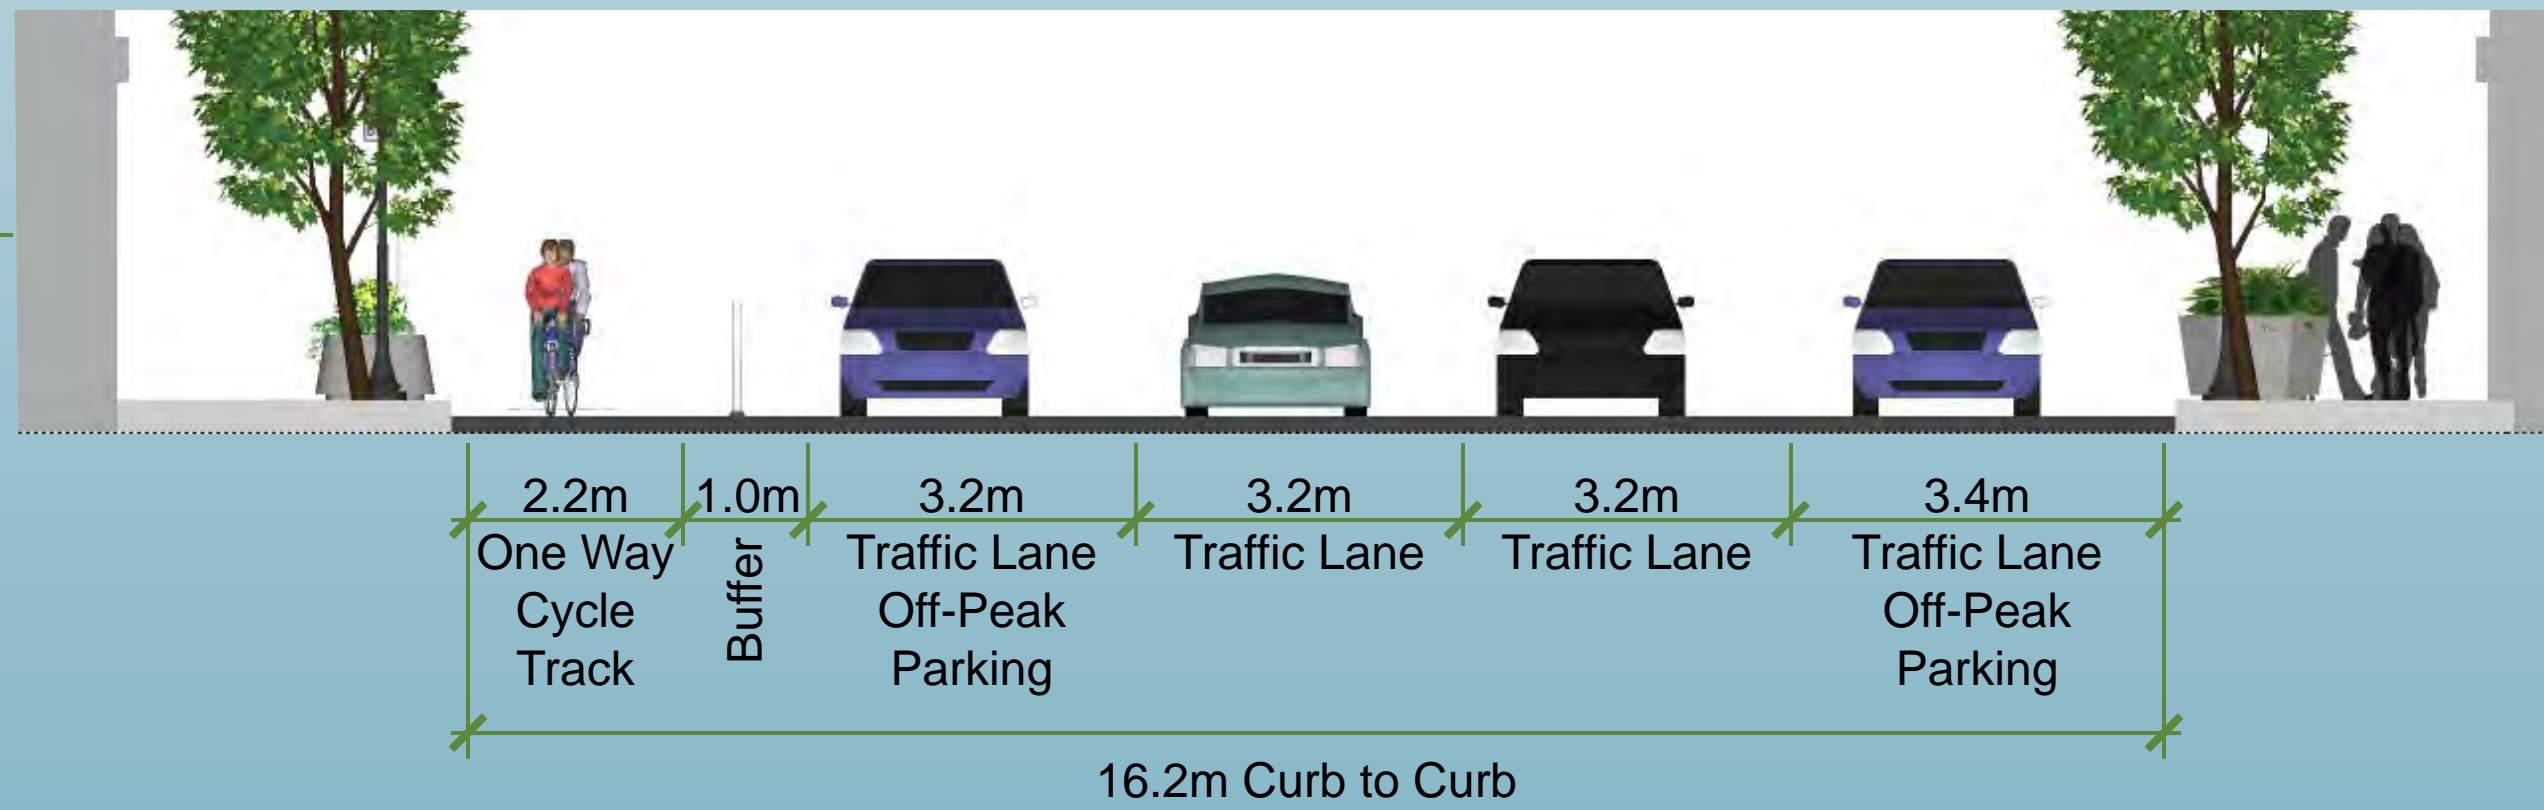 2.2m
One Way
Cycle
Track
1.0m
Buffer
3.2m
Traffic Lane
Off-Peak
Parking
3.2m
Traffic Lane
3.2m
Traffic Lane
3.4m
Traffic Lane
Off-Peak
Parking
16.2m Curb to Curb